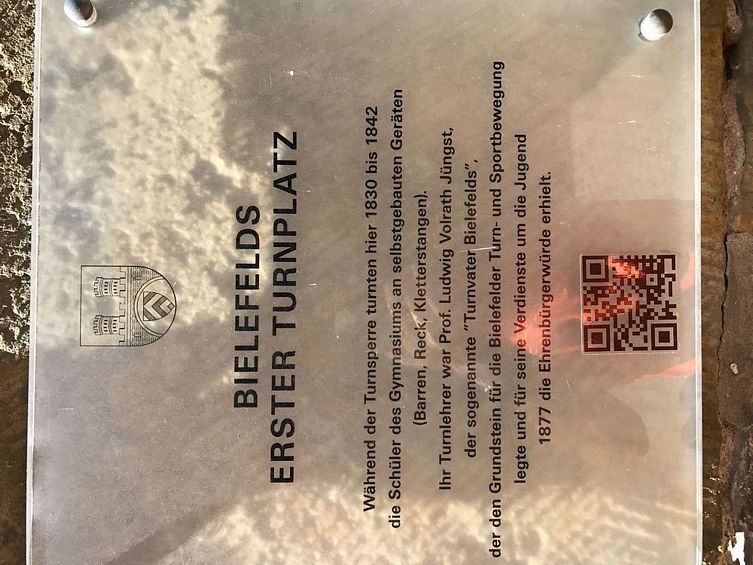 BIELEFELDS
ERSTER TURNPLATZ
Während der Turnsperre turnten hier 1830 bis 1842
die Schüler des Gymnasiums an selbstgebauten Geräten
(Barren, Reck, Kletterstangen).
Ihr Turnlehrer war Prof. Ludwig Volrath Jüngst,
der sogenannte "Turnvater Bielefelds",
der den Grundstein für die Bielefelder Turn- und Sportbewegung
legte und für seine Verdienste um die Jugend
1877 die Ehrenbürgerwürde erhielt.